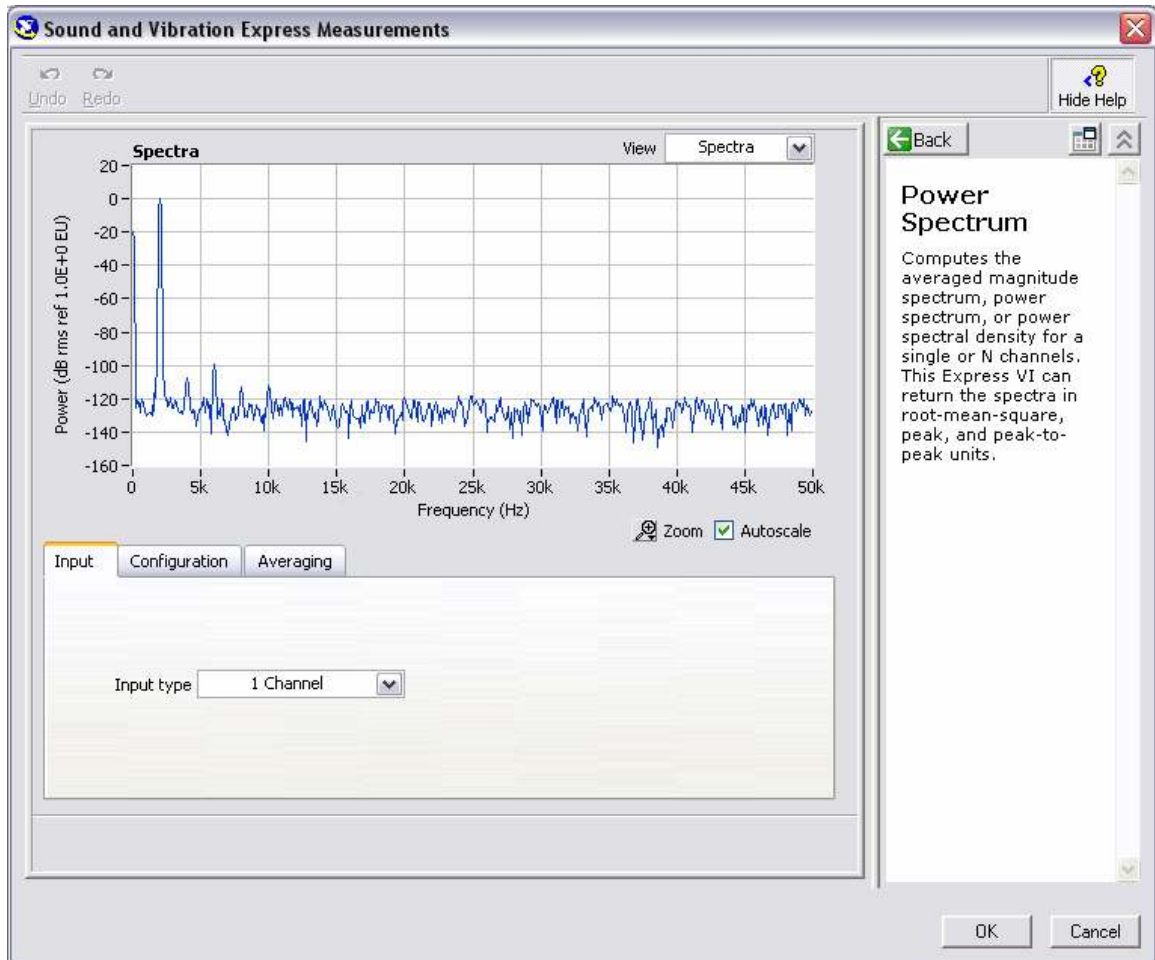 Sound and Vibration Express Measurements
Undo Redo
Hide Help
Spectra
View Spectra
20
0
-20
-40
-60
-80
-100
-120
-140
-160
Power (dB rms ref 1.0E+0 EU)
0 5k 10k 15k 20k 25k 30k 35k 40k 45k 50k
Frequency (Hz)
Zoom Autoscale
Input Configuration Averaging
Input type 1 Channel
Back
Power
Spectrum
Computes the
averaged magnitude
spectrum, power
spectrum, or power
spectral density for a
single or N channels.
This Express VI can
return the spectra in
root-mean-square,
peak, and peak-to-
peak units.
OK Cancel